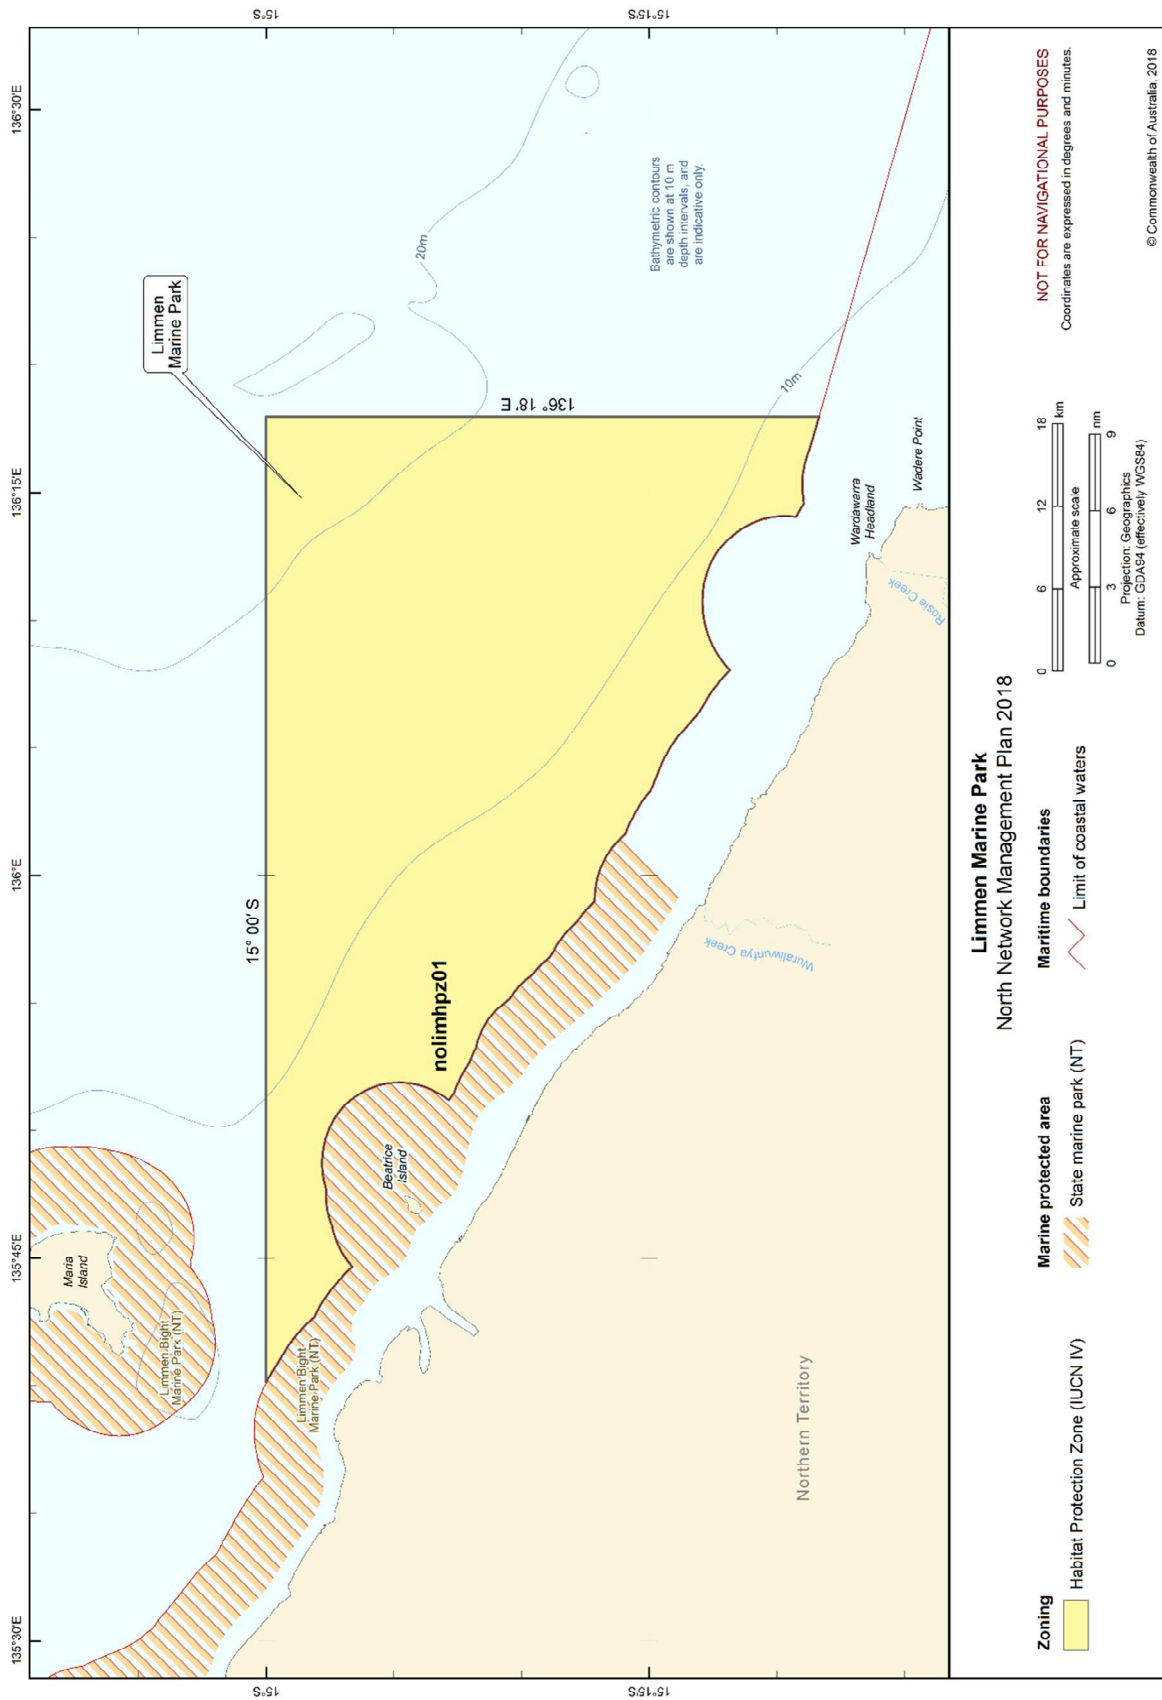 135°30'E
135°45'E
136°E
136°15'E
136°30'E
15°S
15°S
15°15'S
15°15'S
Maria
Island
Limmen Bight
Marine Park (NT)
Limmen Bight
Marine Park (NT)
Beatrice
Island
15° 00' S
nolimhpz01
Limmen
Marine Park
136° 18' E
20m
10m
Bathymetric contours
are shown at 10 m
depth intervals, and
are indicative only.
Wuraliwuntya Creek
Rosie Creek
Wardawarra
Headland
Wadere Point
Northern Territory
Limmen Marine Park
North Network Management Plan 2018
Zoning
Habitat Protection Zone (IUCN IV)
Marine protected area
State marine park (NT)
Maritime boundaries
Limit of coastal waters
0 6 12 18
km
Approximate scale
nm
0 3 6 9
Projection: Geographics
Datum: GDA94 (effectively WGS84)
NOT FOR NAVIGATIONAL PURPOSES
Coordinates are expressed in degrees and minutes.
© Commonwealth of Australia, 2018